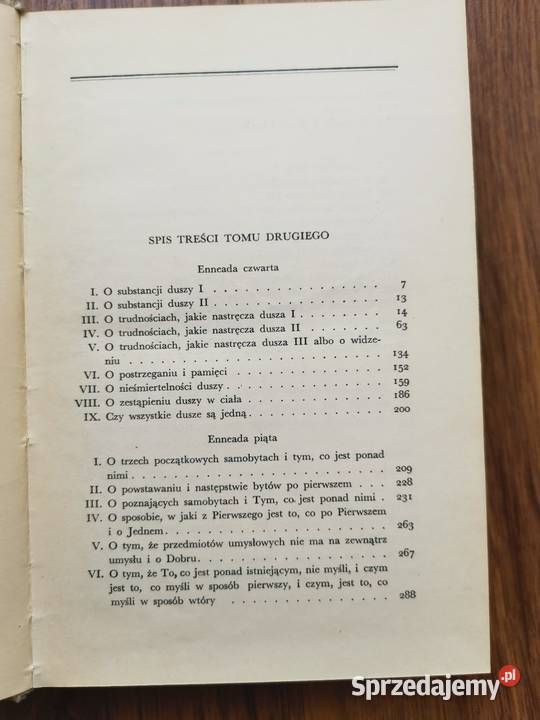 SPIS TREŚCI TOMU DRUGIEGO
Enneada czwarta
I. O substancji duszy I . . . . . . . . . . . . . . . . 7
II. O substancji duszy II . . . . . . . . . . . . . . . 13
III. O trudnościach, jakie nastręcza dusza I . . . . . . . 14
IV. O trudnościach, jakie nastręcza dusza II . . . . . . 63
V. O trudnościach, jakie nastręcza dusza III albo o widze-
niu . . . . . . . . . . . . . . . . . . . . . . 134
VI. O postrzeganiu i pamięci . . . . . . . . . . . . . 152
VII. O nieśmiertelności duszy . . . . . . . . . . . . . . 159
VIII. O zestąpieniu duszy w ciała . . . . . . . . . . . . 186
IX. Czy wszystkie dusze są jedną . . . . . . . . . . . . 200
Enneada piąta
I. O trzech początkowych samobytach i tym, co jest ponad
nimi . . . . . . . . . . . . . . . . . . . . . . 209
II. O powstawaniu i następstwie bytów po pierwszem . . . 228
III. O poznających samobytach i Tym, co jest ponad nimi . 231
IV. O sposobie, w jaki z Pierwszego jest to, co po Pierwszem
i o Jednem . . . . . . . . . . . . . . . . . . . 263
V. O tym, że przedmiotów umysłowych nie ma na zewnątrz
umysłu i o Dobru . . . . . . . . . . . . . . . . 267
VI. O tym, że To, co jest ponad istniejącym, nie myśli, i czym
jest to, co myśli w sposób pierwszy, i czym, jest to, co
myśli w sposób wtóry . . . . . . . . . . . . . . 288
Sprzedajemy.pl